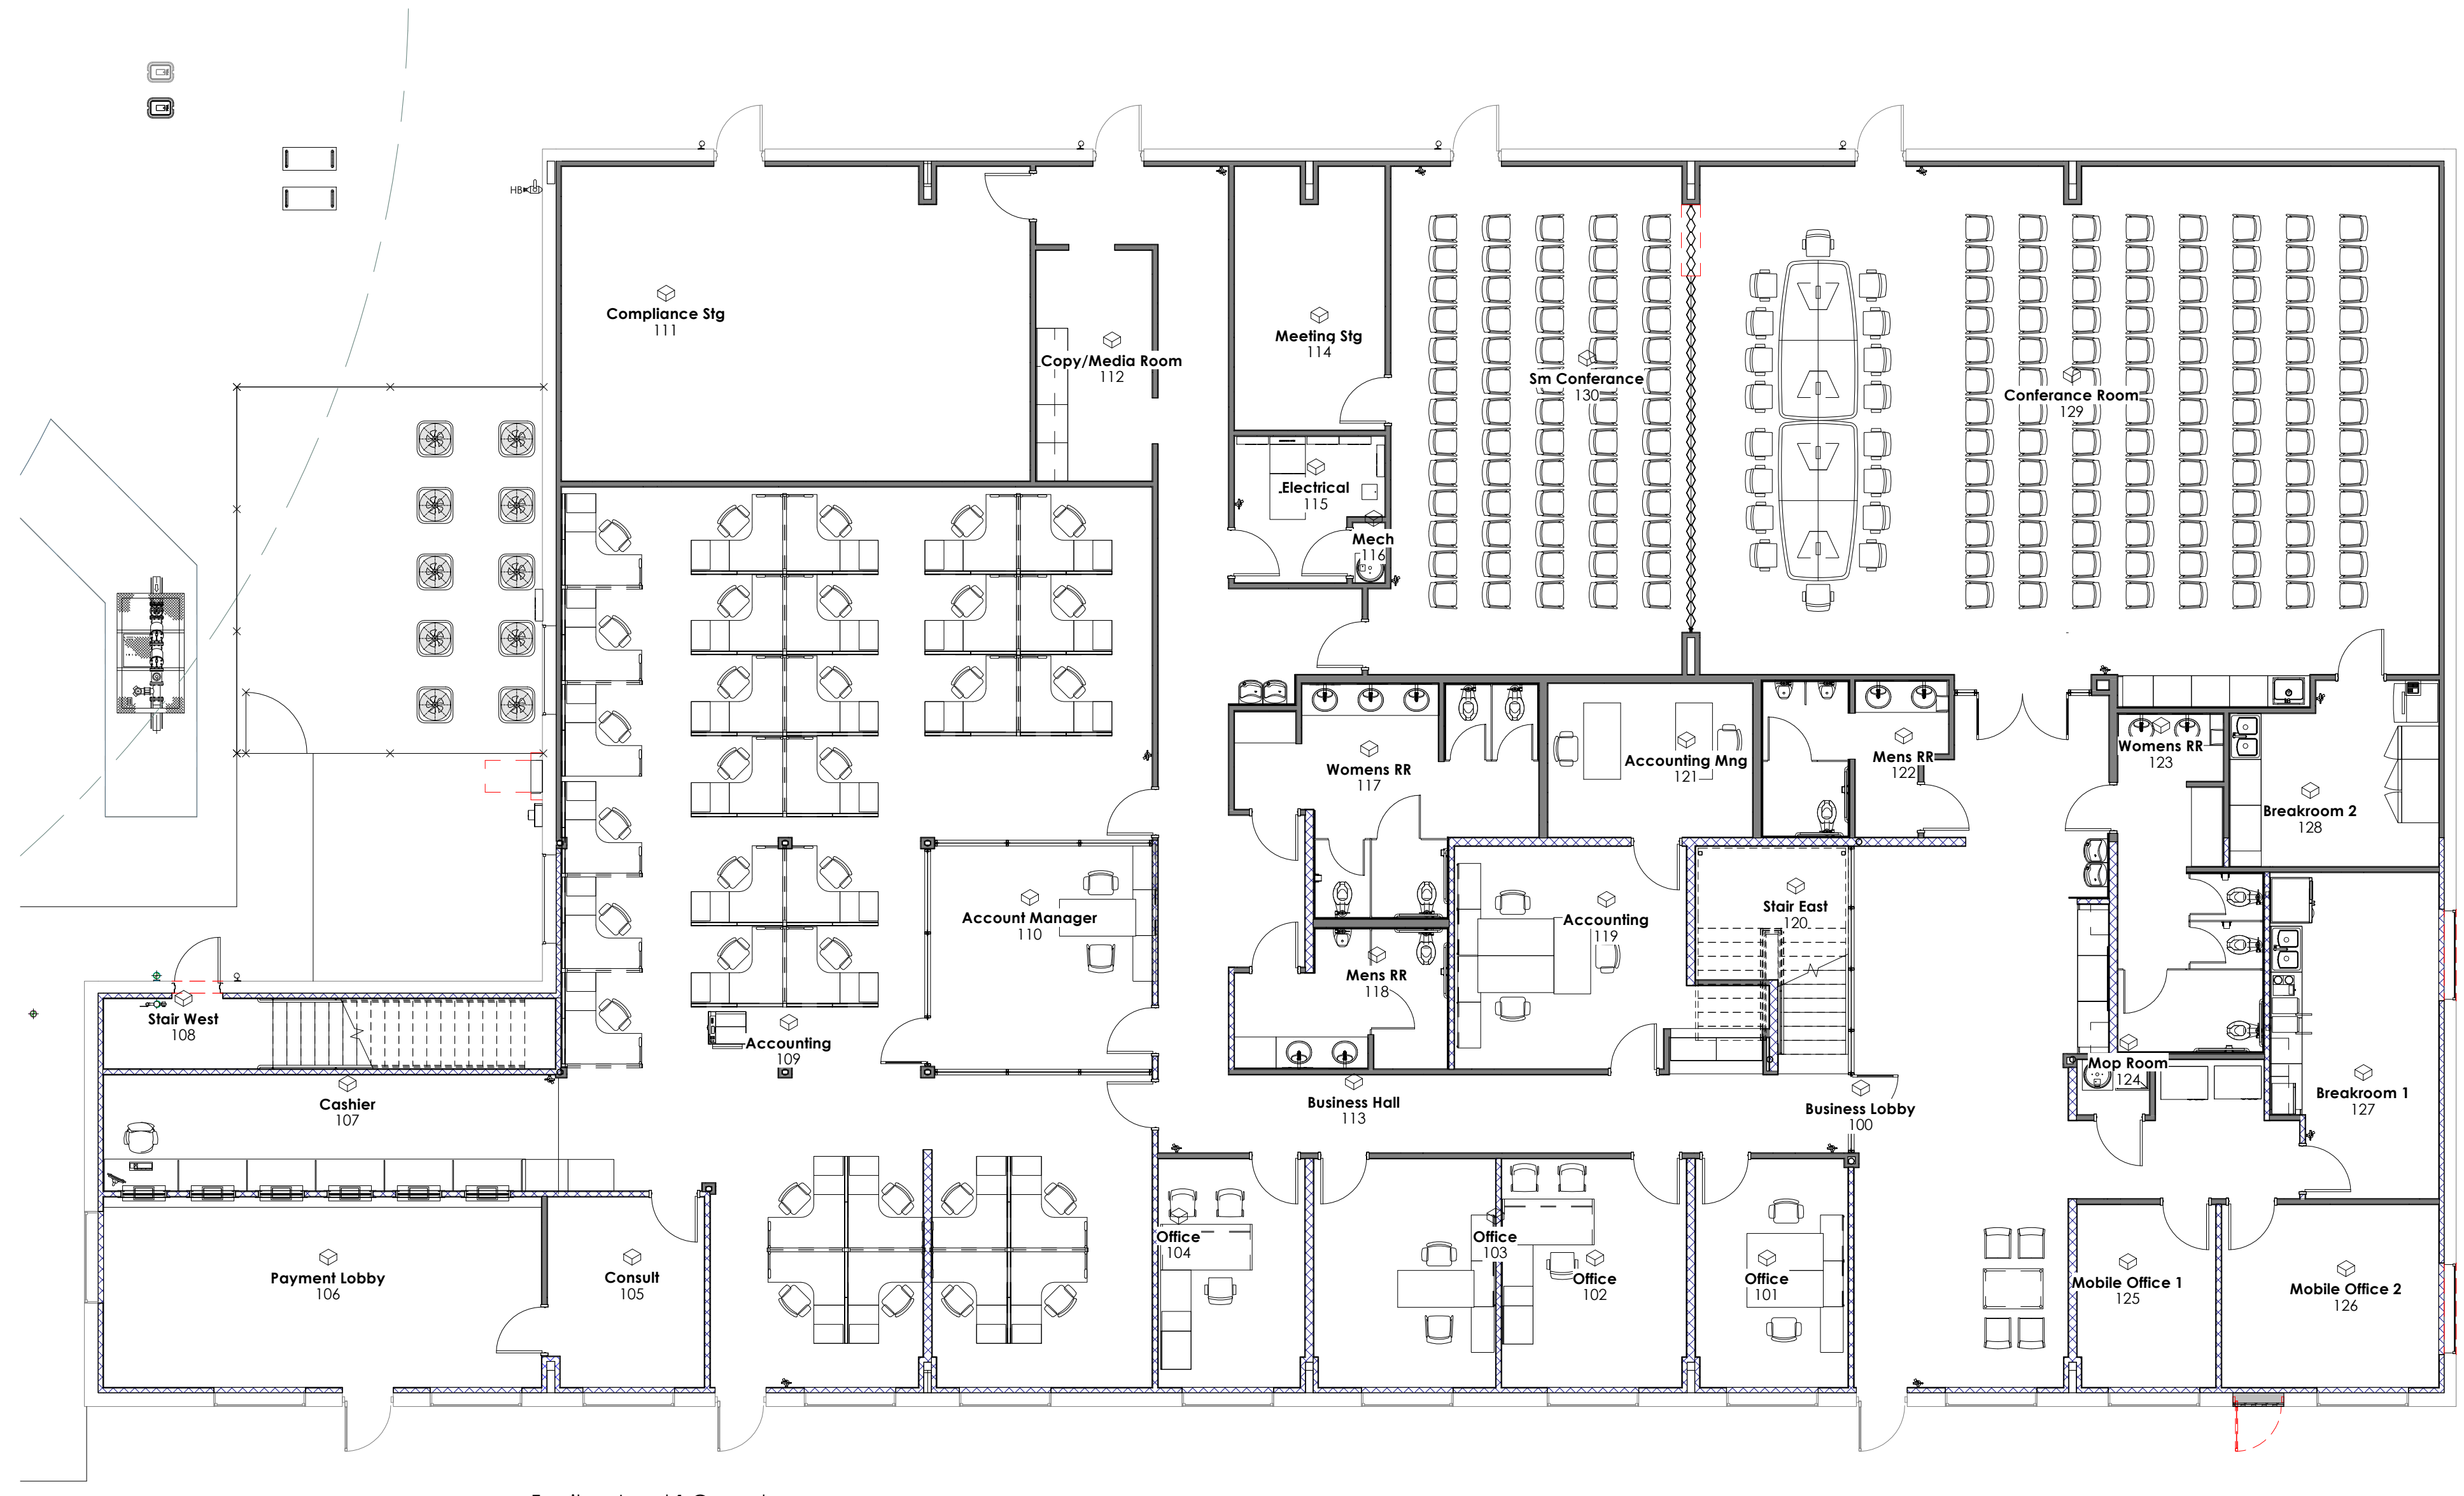 HB
Compliance Stg
111
Copy/Media Room
112
Meeting Stg
114
Sm Conferance
130
Conferance Room
129
Electrical
115
Mech
116
Womens RR
117
Accounting Mng
121
Mens RR
122
Womens RR
123
Breakroom 2
128
Account Manager
110
Accounting
119
Stair East
120
Mens RR
118
Stair West
108
Accounting
109
Cashier
107
Business Hall
113
Business Lobby
100
Mop Room
124
Breakroom 1
127
Payment Lobby
106
Consult
105
Office
104
Office
103
Office
102
Office
101
Mobile Office 1
125
Mobile Office 2
126